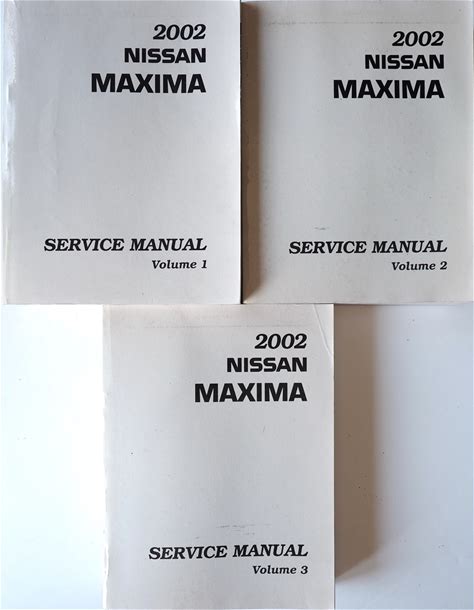 2002
NISSAN
MAXIMA
SERVICE MANUAL
Volume 1
2002
NISSAN
MAXIMA
SERVICE MANUAL
Volume 2
2002
NISSAN
MAXIMA
SERVICE MANUAL
Volume 3